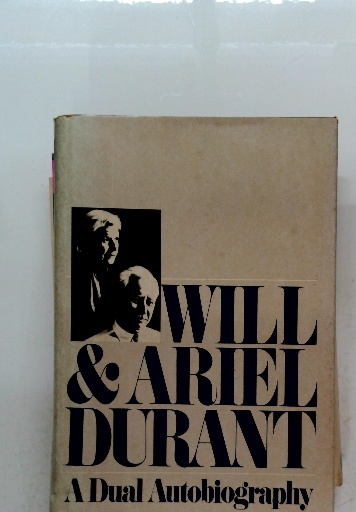 WILL
& ARIEL
DURANT
A Dual Autobiography